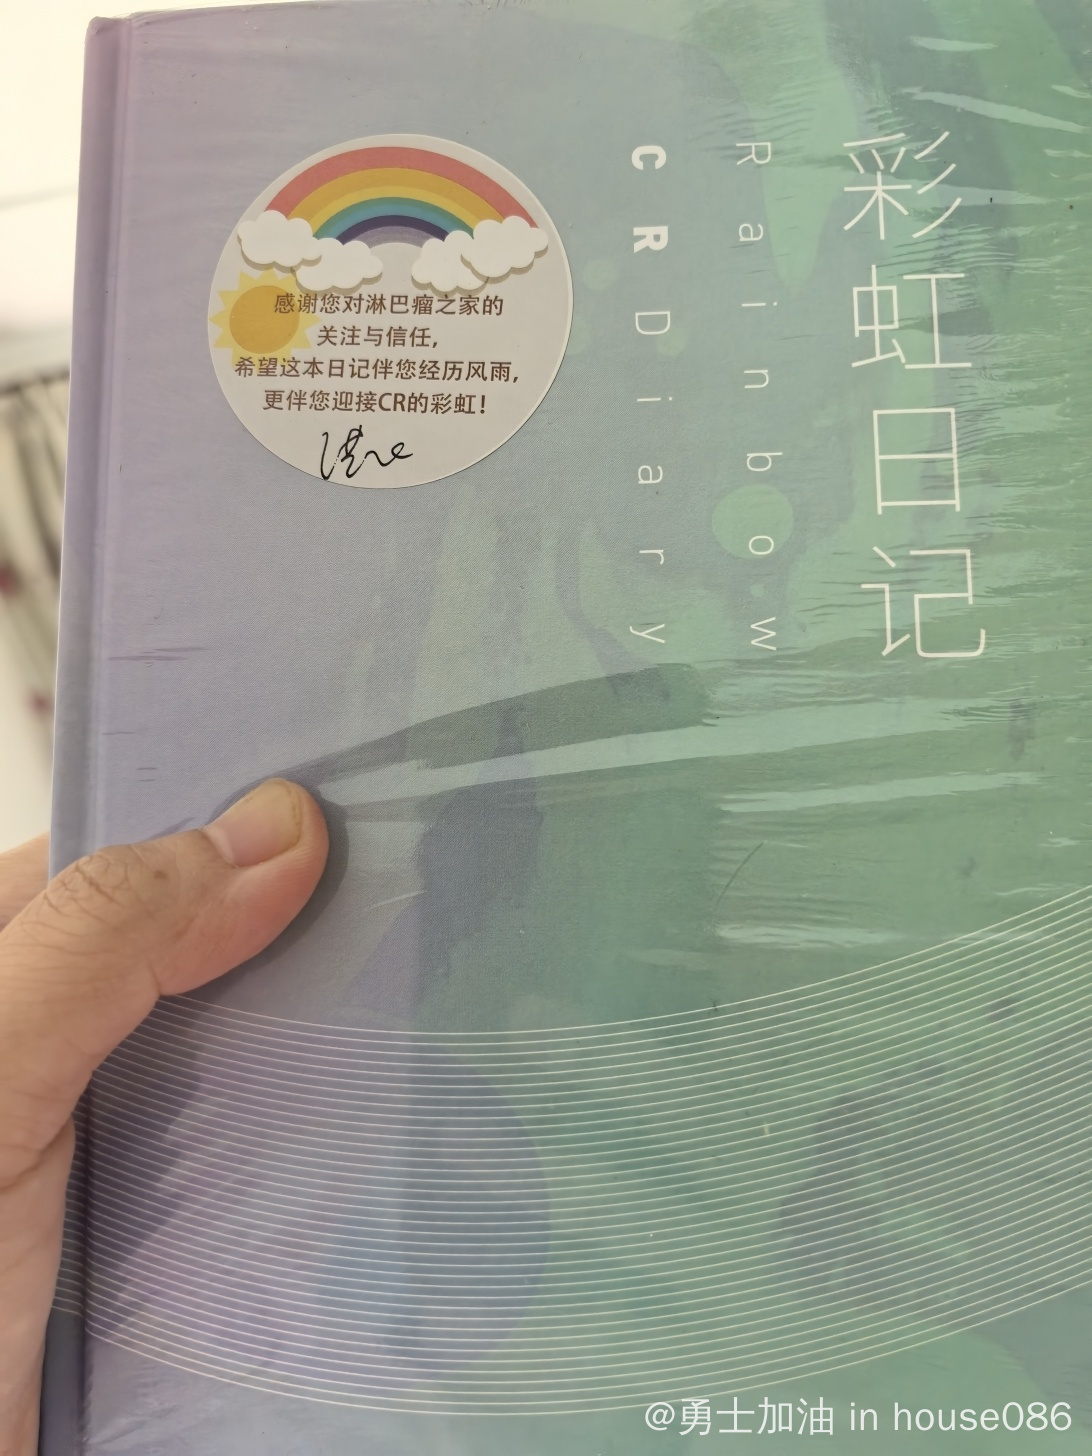 彩虹日记
Rainbow
CR Diary
感谢您对淋巴瘤之家的
关注与信任，
希望这本日记伴您经历风雨，
更伴您迎接CR的彩虹！
@勇士加油 in house086